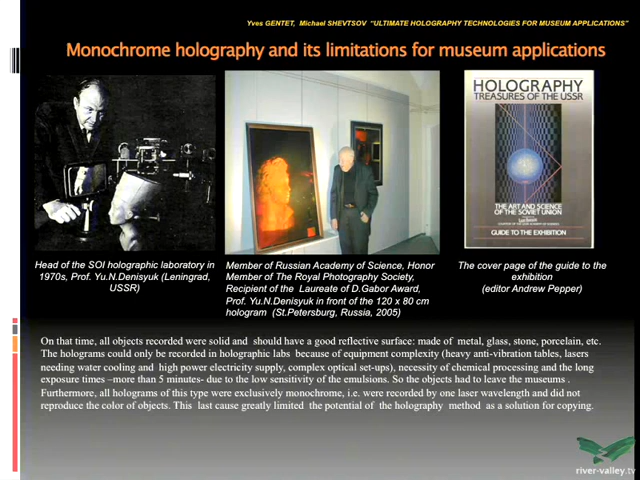 Yves GENTET, Michael SHEVTSOV "ULTIMATE HOLOGRAPHY TECHNOLOGIES FOR MUSEUM APPLICATIONS"
Monochrome holography and its limitations for museum applications
HOLOGRAPHY
TREASURES OF THE USSR
THE ART AND SCIENCE
OF THE SOVIET UNION
GUIDE TO THE EXHIBITION
Head of the SOI holographic laboratory in
1970s, Prof. Yu.N.Denisyuk (Leningrad,
USSR)
Member of Russian Academy of Science, Honor
Member of The Royal Photography Society,
Recipient of the Laureate of D.Gabor Award,
Prof. Yu.N.Denisyuk in front of the 120 x 80 cm
hologram (St.Petersburg, Russia, 2005)
The cover page of the guide to the
exhibition
(editor Andrew Pepper)
On that time, all objects recorded were solid and should have a good reflective surface: made of metal, glass, stone, porcelain, etc.
The holograms could only be recorded in holographic labs because of equipment complexity (heavy anti-vibration tables, lasers
needing water cooling and high power electricity supply, complex optical set-ups), necessity of chemical processing and the long
exposure times –more than 5 minutes- due to the low sensitivity of the emulsions. So the objects had to leave the museums .
Furthermore, all holograms of this type were exclusively monochrome, i.e. were recorded by one laser wavelength and did not
reproduce the color of objects. This last cause greatly limited the potential of the holography method as a solution for copying.
river-valley.tv